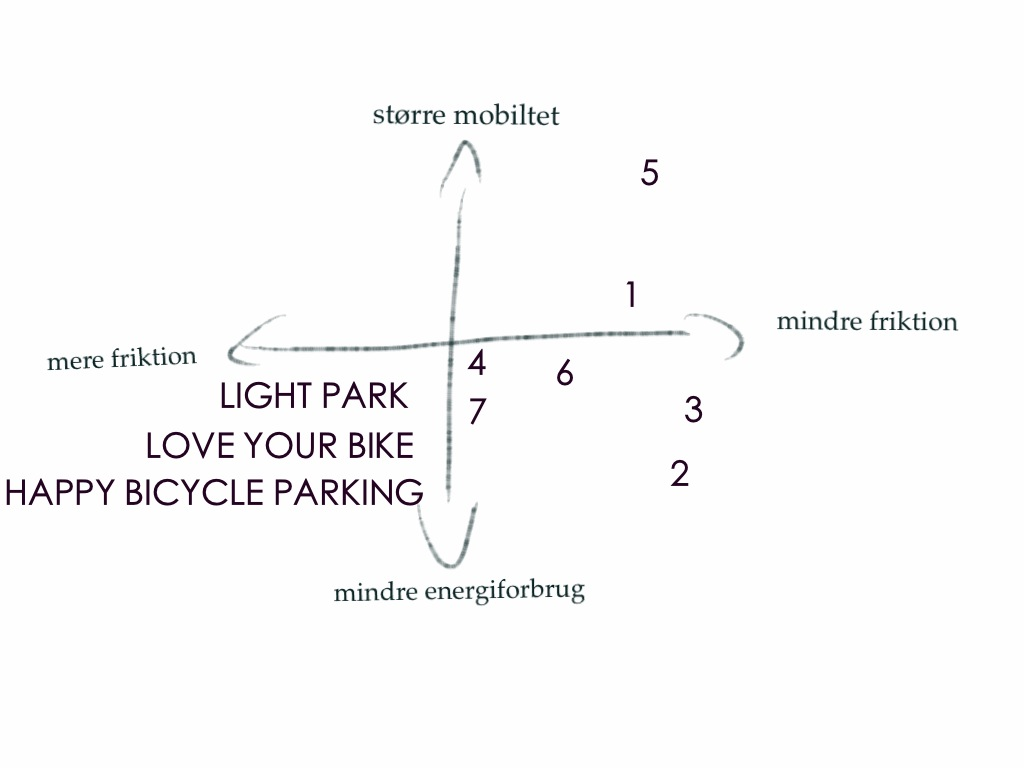 større mobiltet
5
1
mindre friktion
mere friktion
4
6
LIGHT PARK
7
3
LOVE YOUR BIKE
2
HAPPY BICYCLE PARKING
mindre energiforbrug